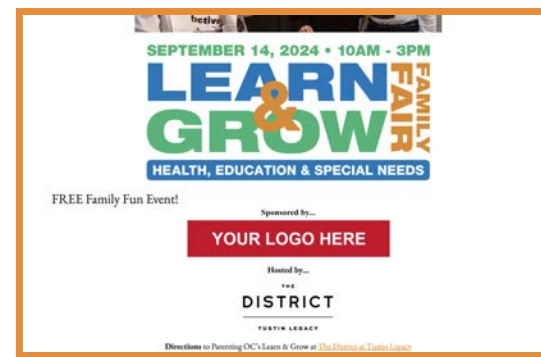 ctive
SEPTEMBER 14, 2024 • 10AM - 3PM
LEARN
&
GROW
FAMILY
FAIR
HEALTH, EDUCATION & SPECIAL NEEDS
FREE Family Fun Event!
Sponsored by...
YOUR LOGO HERE
Hosted by...
THE
DISTRICT
TUSTIN LEGACY
Directions to Parenting OC's Learn & Grow at The District at Tustin Legacy